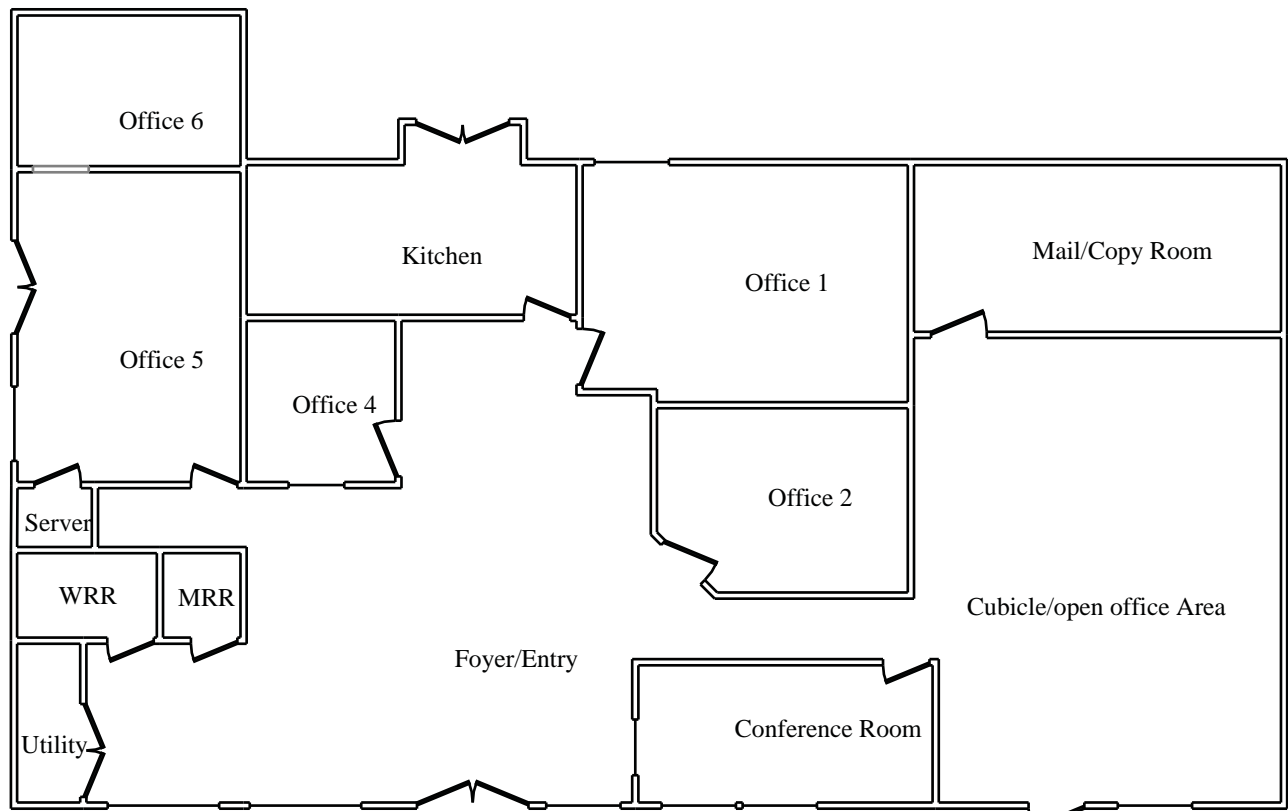 Office 6
Kitchen
Mail/Copy Room
Office 1
Office 5
Office 4
Office 2
Server
WRR
MRR
Cubicle/open office Area
Foyer/Entry
Conference Room
Utility